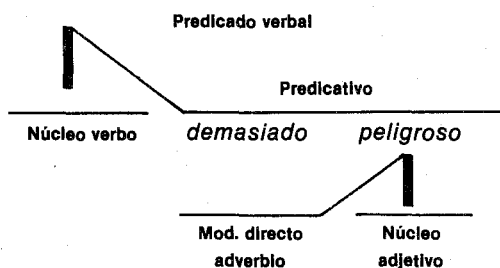 Predicado verbal
Predicativo
Núcleo verbo
demasiado peligroso
Mod. directo
adverbio
Núcleo
adjetivo